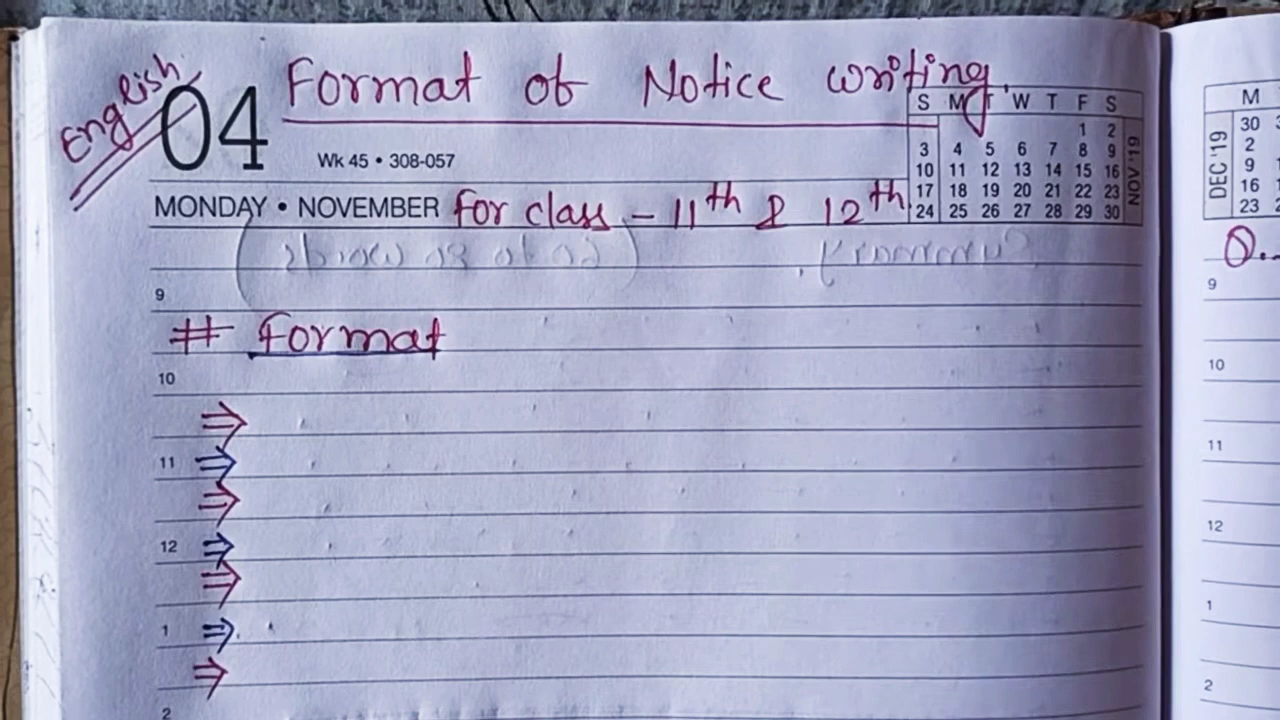 English
Format of Notice writing.
04
Wk 45 • 308-057
S M T W T F S
1 2
3 4 5 6 7 8 9
10 11 12 13 14 15 16
17 18 19 20 21 22 23
24 25 26 27 28 29 30
NOV '19
MONDAY • NOVEMBER for class - 11th & 12th
9
# Format
10
⇒
11 ⇒
⇒
12 ⇒
⇒
1 ⇒
⇒
2
M
30
2
9
16
23
DEC '19
9
10
11
12
1
2